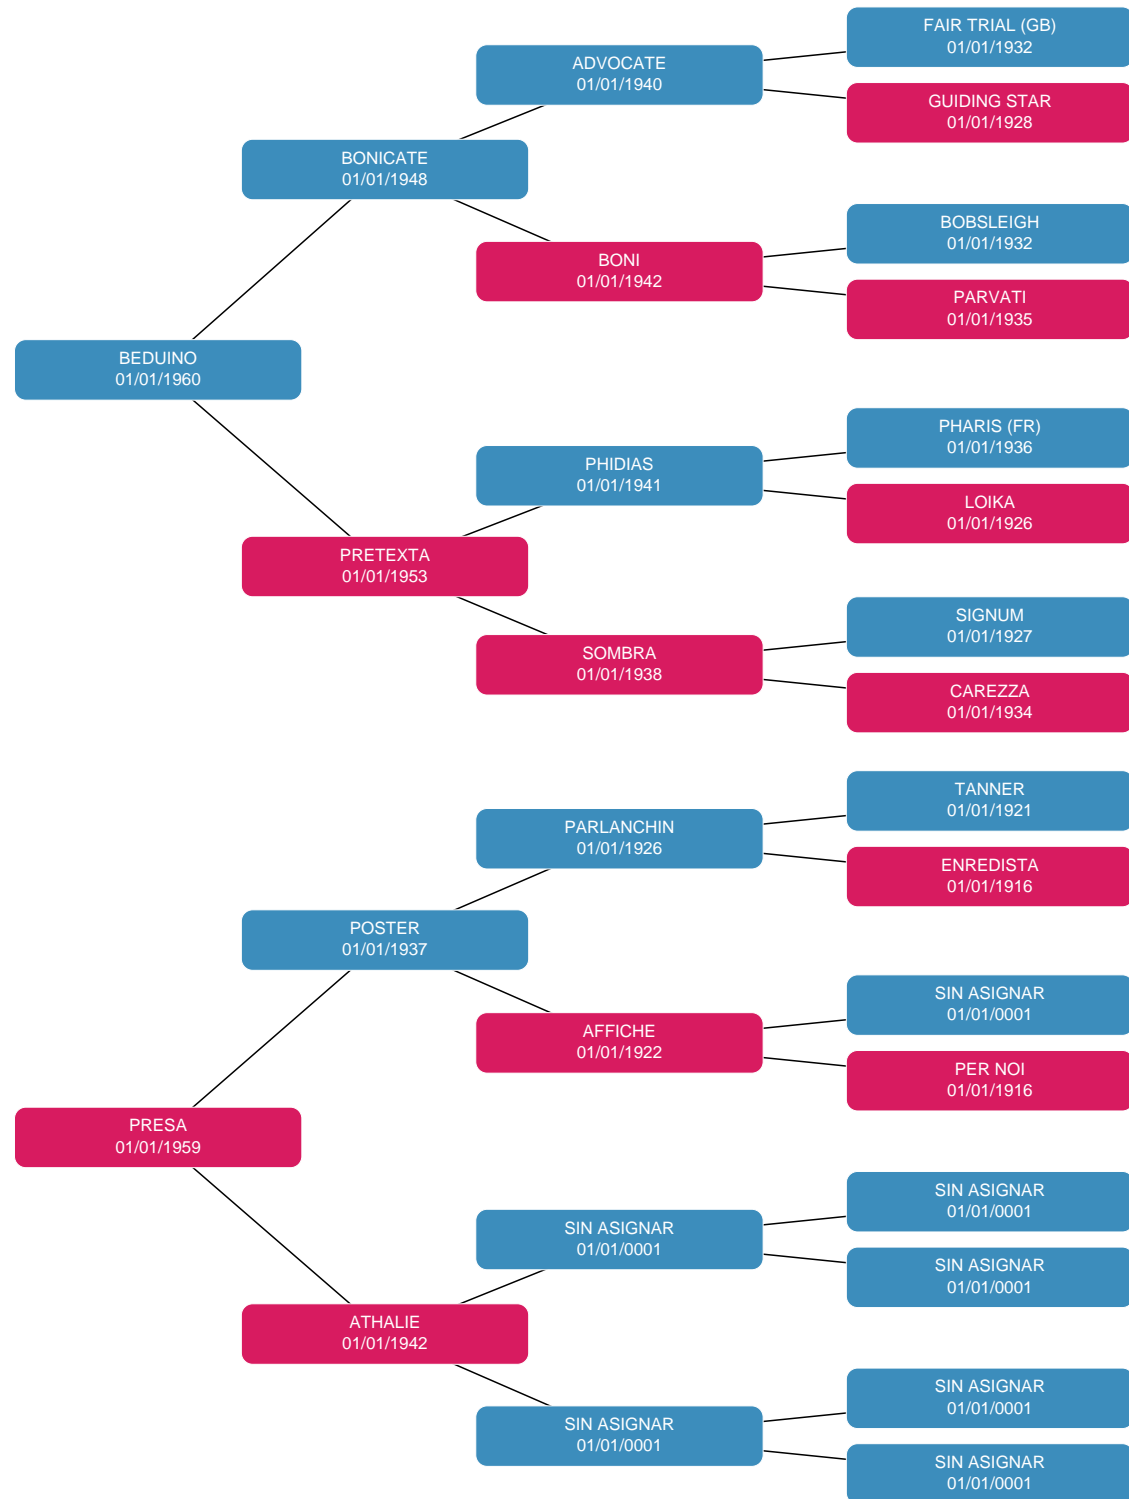 FAIR TRIAL (GB)
01/01/1932
ADVOCATE
01/01/1940
GUIDING STAR
01/01/1928
BONICATE
01/01/1948
BOBSLEIGH
01/01/1932
BONI
01/01/1942
PARVATI
01/01/1935
BEDUINO
01/01/1960
PHARIS (FR)
01/01/1936
PHIDIAS
01/01/1941
LOIKA
01/01/1926
PRETEXTA
01/01/1953
SIGNUM
01/01/1927
SOMBRA
01/01/1938
CAREZZA
01/01/1934
TANNER
01/01/1921
PARLANCHIN
01/01/1926
ENREDISTA
01/01/1916
POSTER
01/01/1937
SIN ASIGNAR
01/01/0001
AFFICHE
01/01/1922
PER NOI
01/01/1916
PRESA
01/01/1959
SIN ASIGNAR
01/01/0001
SIN ASIGNAR
01/01/0001
SIN ASIGNAR
01/01/0001
ATHALIE
01/01/1942
SIN ASIGNAR
01/01/0001
SIN ASIGNAR
01/01/0001
SIN ASIGNAR
01/01/0001